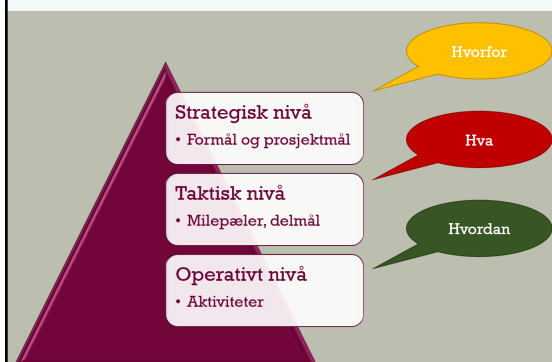 Hvorfor
Strategisk nivå
• Formål og prosjektmål
Hva
Taktisk nivå
• Milepæler, delmål
Hvordan
Operativt nivå
• Aktiviteter